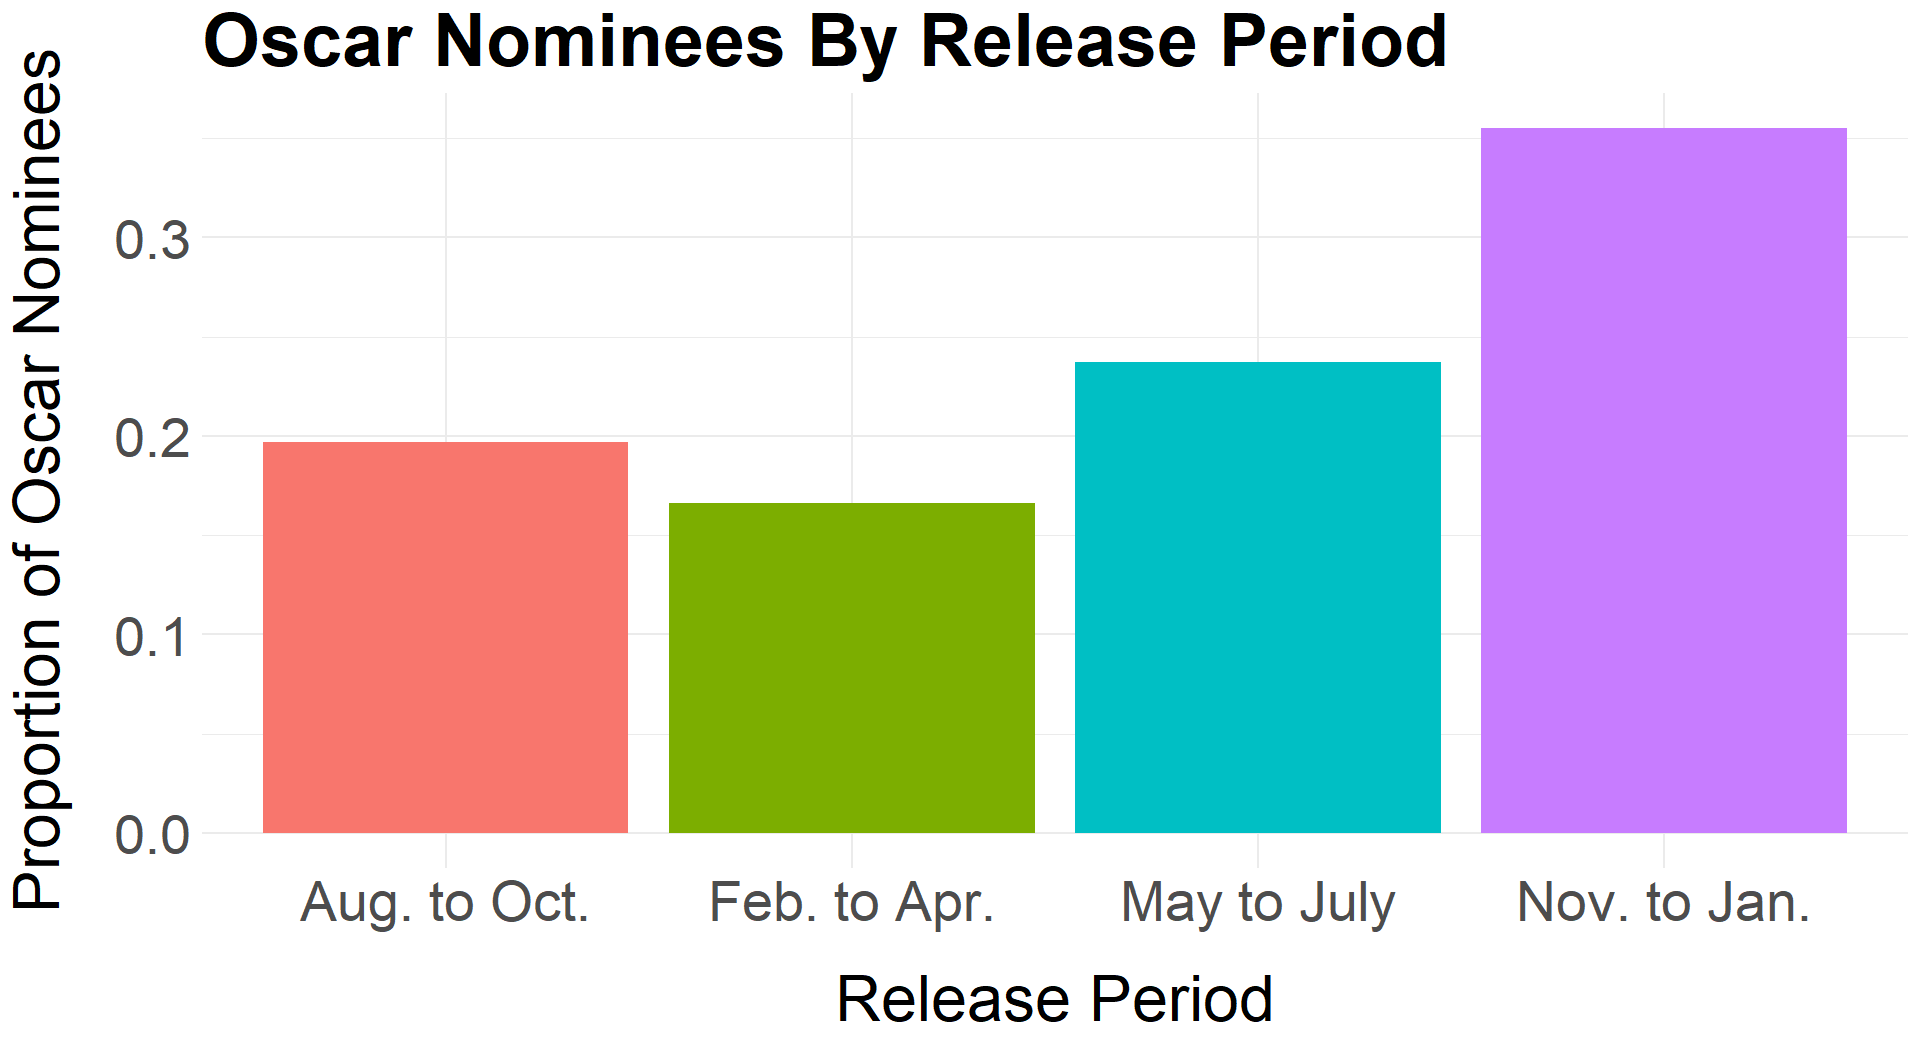 Oscar Nominees By Release Period
Proportion of Oscar Nominees
0.3
0.2
0.1
0.0
Aug. to Oct.
Feb. to Apr.
May to July
Nov. to Jan.
Release Period